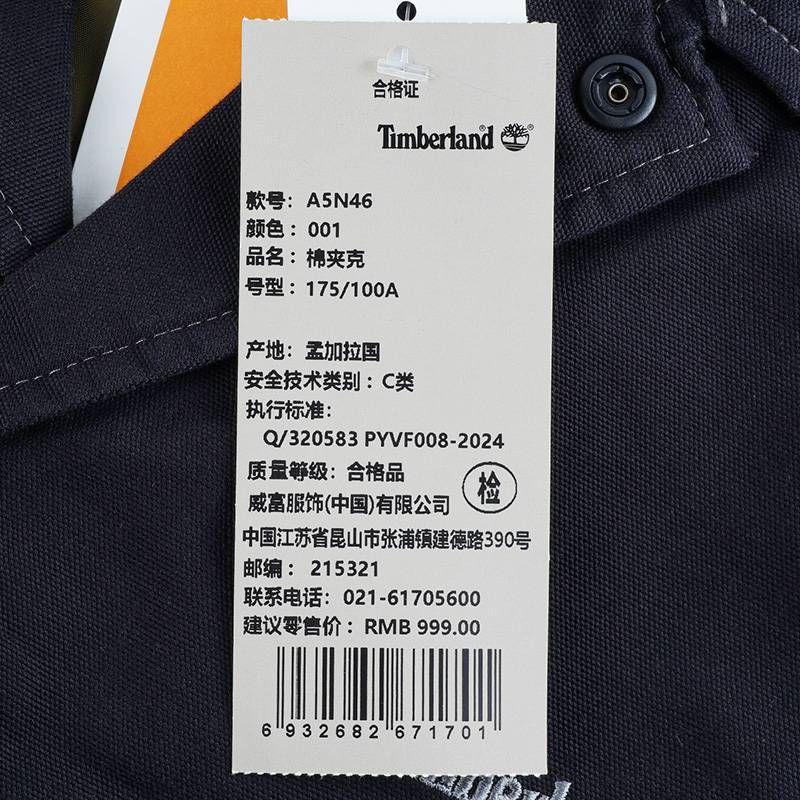 合格证
Timberland
款号： A5N46
颜色： 001
品名： 棉夹克
号型： 175/100A
产地： 孟加拉国
安全技术类别： C类
执行标准：
Q/320583 PYVF008-2024
质量等级： 合格品
检
威富服饰(中国)有限公司
中国江苏省昆山市张浦镇建德路390号
邮编： 215321
联系电话： 021-61705600
建议零售价： RMB 999.00
6 932682 671701